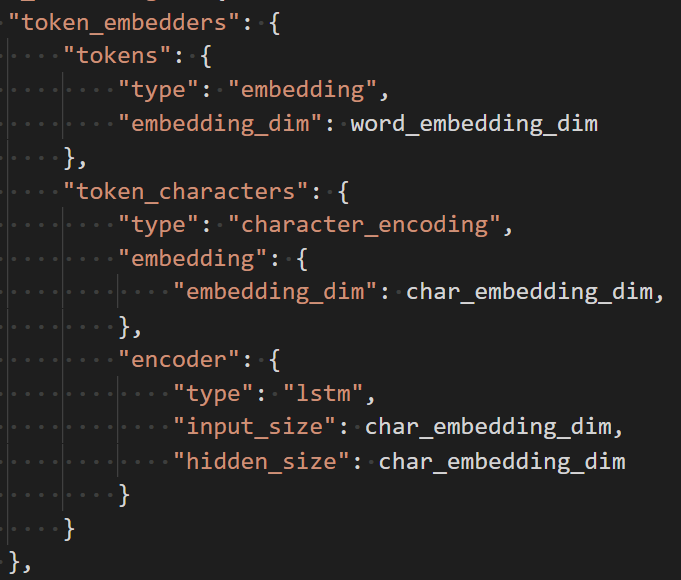 "token_embedders": {
"tokens": {
"type": "embedding",
"embedding_dim": word_embedding_dim
},
"token_characters": {
"type": "character_encoding",
"embedding": {
"embedding_dim": char_embedding_dim,
},
"encoder": {
"type": "lstm",
"input_size": char_embedding_dim,
"hidden_size": char_embedding_dim
}
}
},